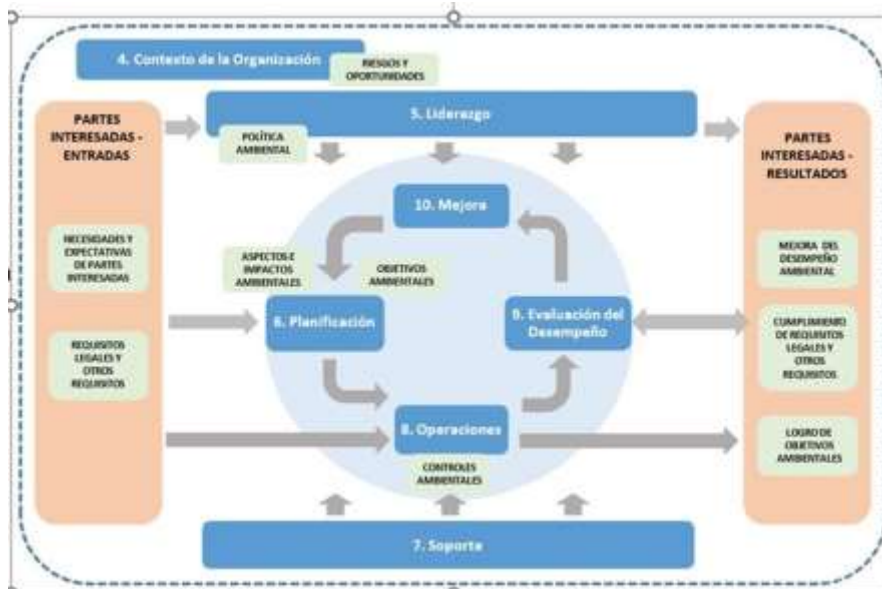 4. Contexto de la Organización
RIESGOS Y
OPORTUNIDADES
PARTES
INTERESADAS -
ENTRADAS
5. Liderazgo
PARTES
INTERESADAS -
RESULTADOS
POLÍTICA
AMBIENTAL
10. Mejora
NECESIDADES Y
EXPECTATIVAS
DE PARTES
INTERESADAS
ASPECTOS E
IMPACTOS
AMBIENTALES
OBJETIVOS
AMBIENTALES
MEJORA DEL
DESEMPEÑO
AMBIENTAL
6. Planificación
9. Evaluación del
Desempeño
REQUISITOS
LEGALES Y
OTROS
REQUISITOS
CUMPLIMIENTO
DE REQUISITOS
LEGALES Y
OTROS
REQUISITOS
8. Operaciones
CONTROLES
AMBIENTALES
LOGRO DE
OBJETIVOS
AMBIENTALES
7. Soporte